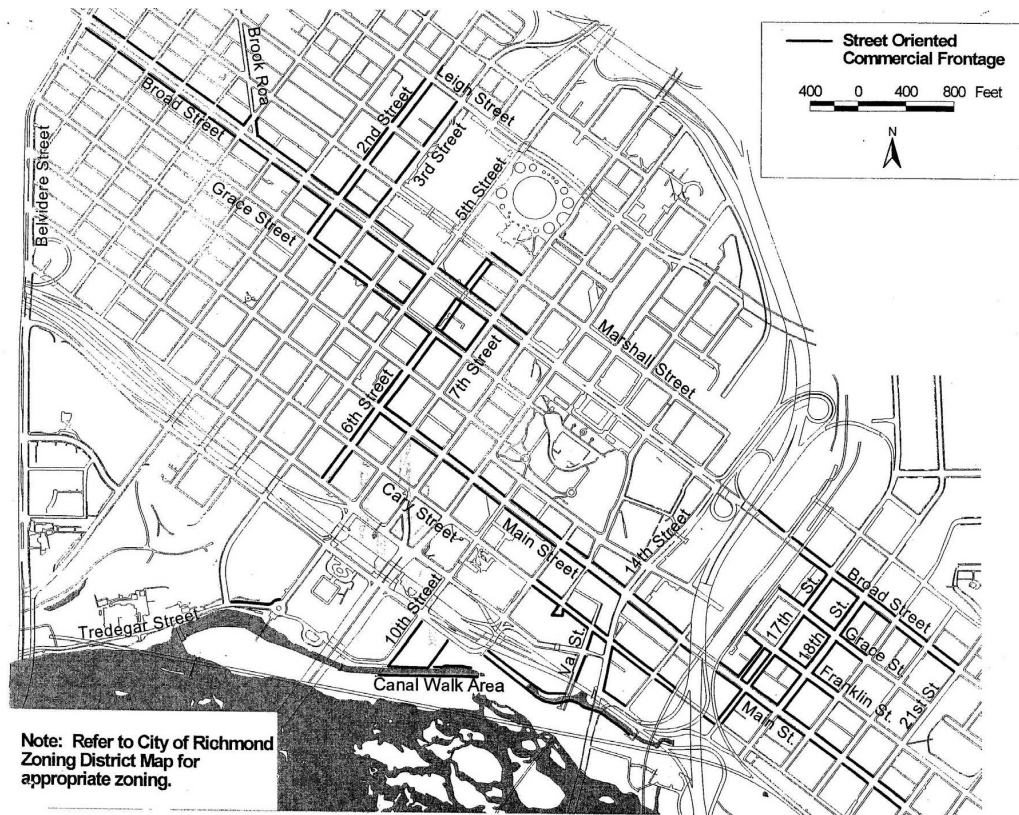 Street Oriented
Commercial Frontage
400 0 400 800 Feet
N
Brook Roa
Broad Street
Leigh Street
2nd Street
3rd Street
5th Street
Belvidere Street
Grace Street
Marshall Street
7th Street
6th Street
Cary Street
Main Street
14th Street
10th Street
Tredegar Street
Va St.
Canal Walk Area
17th St.
18th St.
Broad Street
Grace St.
Franklin St.
21st St
Main St.
Note: Refer to City of Richmond
Zoning District Map for
appropriate zoning.